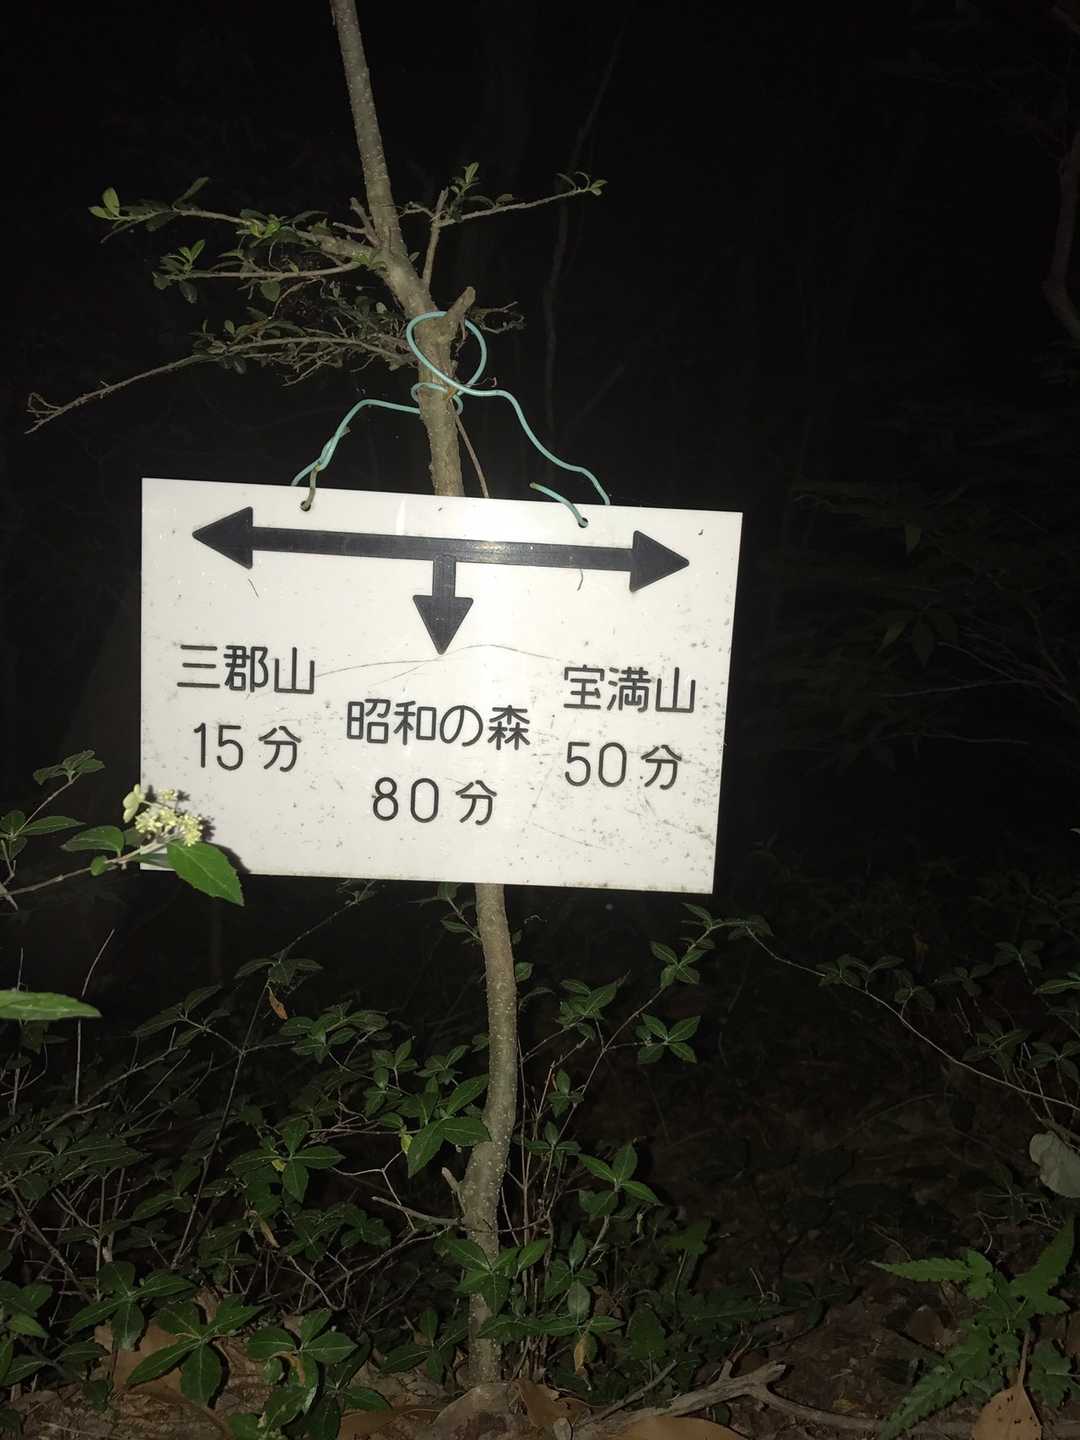 三郡山
15分
昭和の森
80分
宝満山
50分